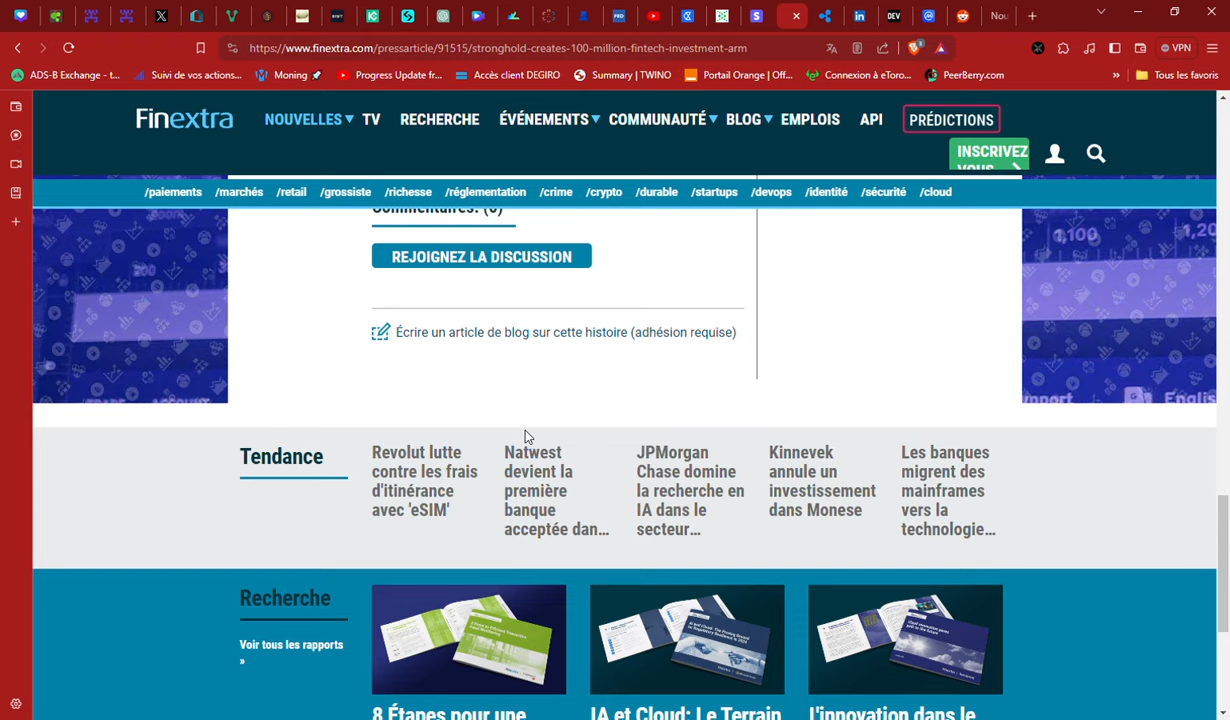 https://www.finextra.com/pressarticle/91515/stronghold-creates-100-million-fintech-investment-arm
VPN
ADS-B Exchange - t...
Suivi de vos actions...
Moning
Progress Update fr...
Accès client DEGIRO
Summary | TWINO
Portail Orange | Off...
Connexion à eToro...
PeerBerry.com
»
Tous les favoris
Finextra
NOUVELLES TV RECHERCHE ÉVÉNEMENTS COMMUNAUTÉ BLOG EMPLOIS API PRÉDICTIONS
INSCRIVEZ
VOUS
/paiements /marchés /retail /grossiste /richesse /réglementation /crime /crypto /durable /startups /devops /identité /sécurité /cloud
Commentaires: (0)
REJOIGNEZ LA DISCUSSION
Écrire un article de blog sur cette histoire (adhésion requise)
Tendance
Revolut lutte
contre les frais
d'itinérance
avec 'eSIM'
Natwest
devient la
première
banque
acceptée dan...
JPMorgan
Chase domine
la recherche en
IA dans le
secteur...
Kinnevek
annule un
investissement
dans Monese
Les banques
migrent des
mainframes
vers la
technologie...
Recherche
Voir tous les rapports
»
8 Étapes pour une
IA et Cloud: Le Terrain
l'innovation dans le